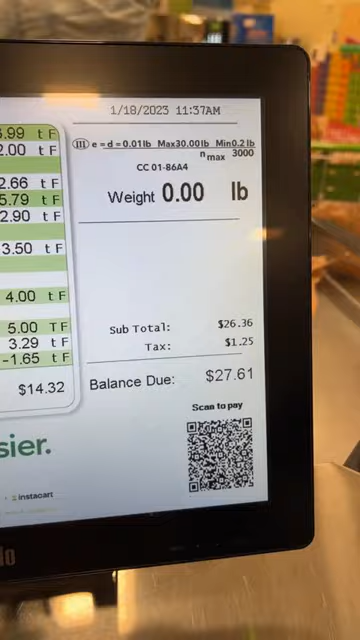 1/18/2023 11:37AM
III e = d = 0.01lb Max30.00lb Min0.2 lb
n max 3000
CC 01-86A4
Weight 0.00 lb
6.99 t F
2.00 t F
2.66 t F
5.79 t F
2.90 t F
3.50 t F
4.00 t F
5.00 TF
3.29 t F
-1.65 t F
$14.32
Sub Total: $26.36
Tax: $1.25
Balance Due: $27.61
Scan to pay
sier.
instacart